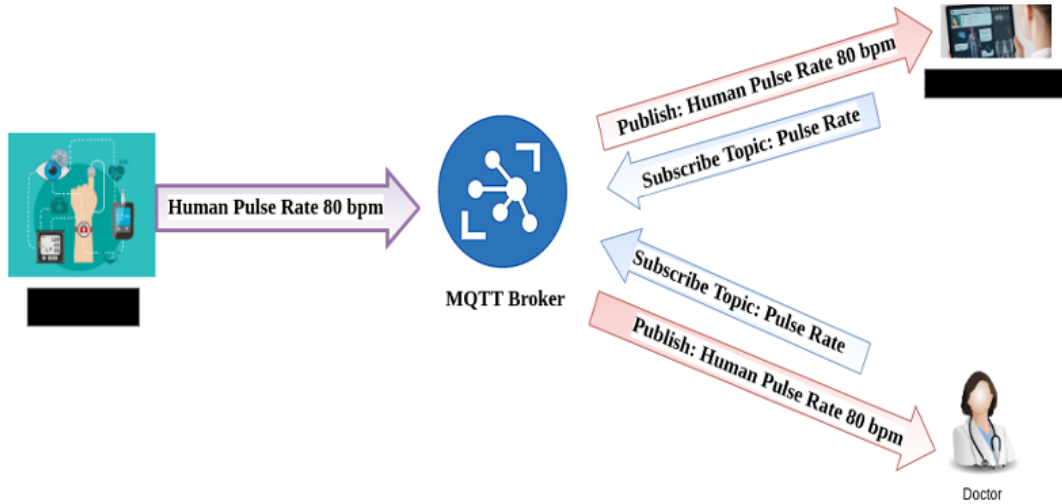 Publish: Human Pulse Rate 80 bpm
Subscribe Topic: Pulse Rate
Human Pulse Rate 80 bpm
MQTT Broker
Subscribe Topic: Pulse Rate
Publish: Human Pulse Rate 80 bpm
Doctor